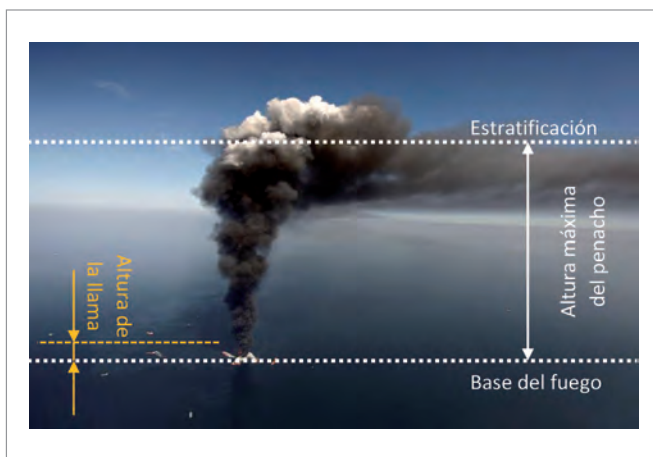 Estratificación
Altura máxima
del penacho
Altura de
la llama
Base del fuego